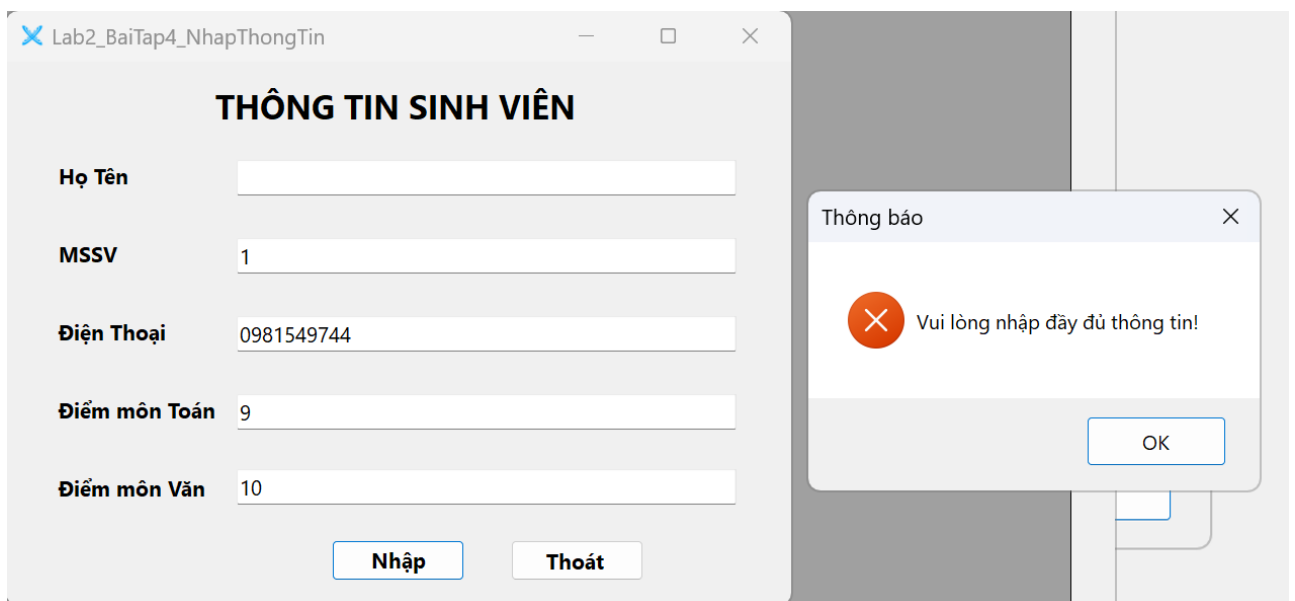 Lab2_BaiTap4_NhapThongTin
THÔNG TIN SINH VIÊN
Họ Tên
MSSV 1
Điện Thoại 0981549744
Điểm môn Toán 9
Điểm môn Văn 10
Nhập Thoát
Thông báo
Vui lòng nhập đầy đủ thông tin!
OK